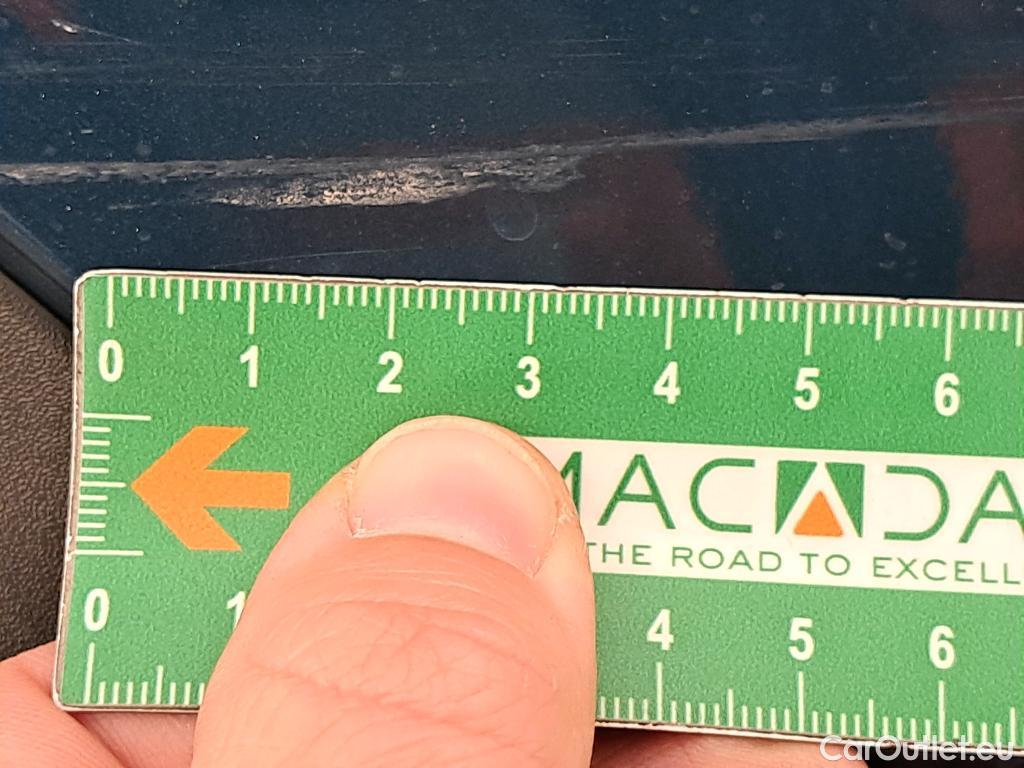 0 1 2 3 4 5 6
MACADA
THE ROAD TO EXCELL
0 1 4 5 6
CarOutlet.eu